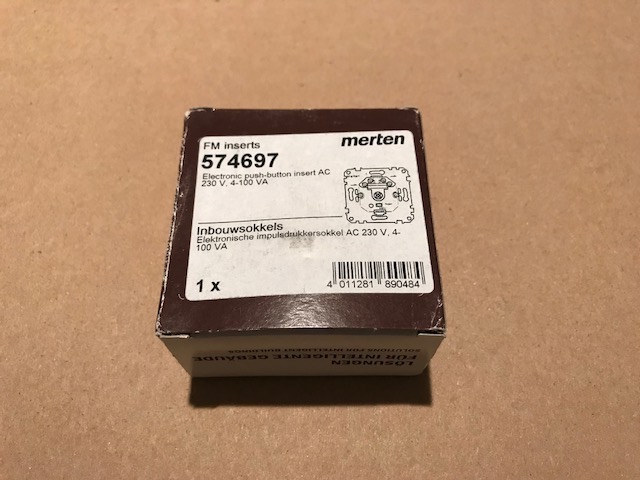 FM inserts
merten
574697
Electronic push-button insert AC
230 V, 4-100 VA
Inbouwsokkels
Elektronische impulsdrukkersokkel AC 230 V, 4-
100 VA
1 x
4 011281 890484
SOLUTIONS FOR INTELLIGENT BUILDINGS
FÜR INTELLIGENTE GEBÄUDE
LÖSUNGEN